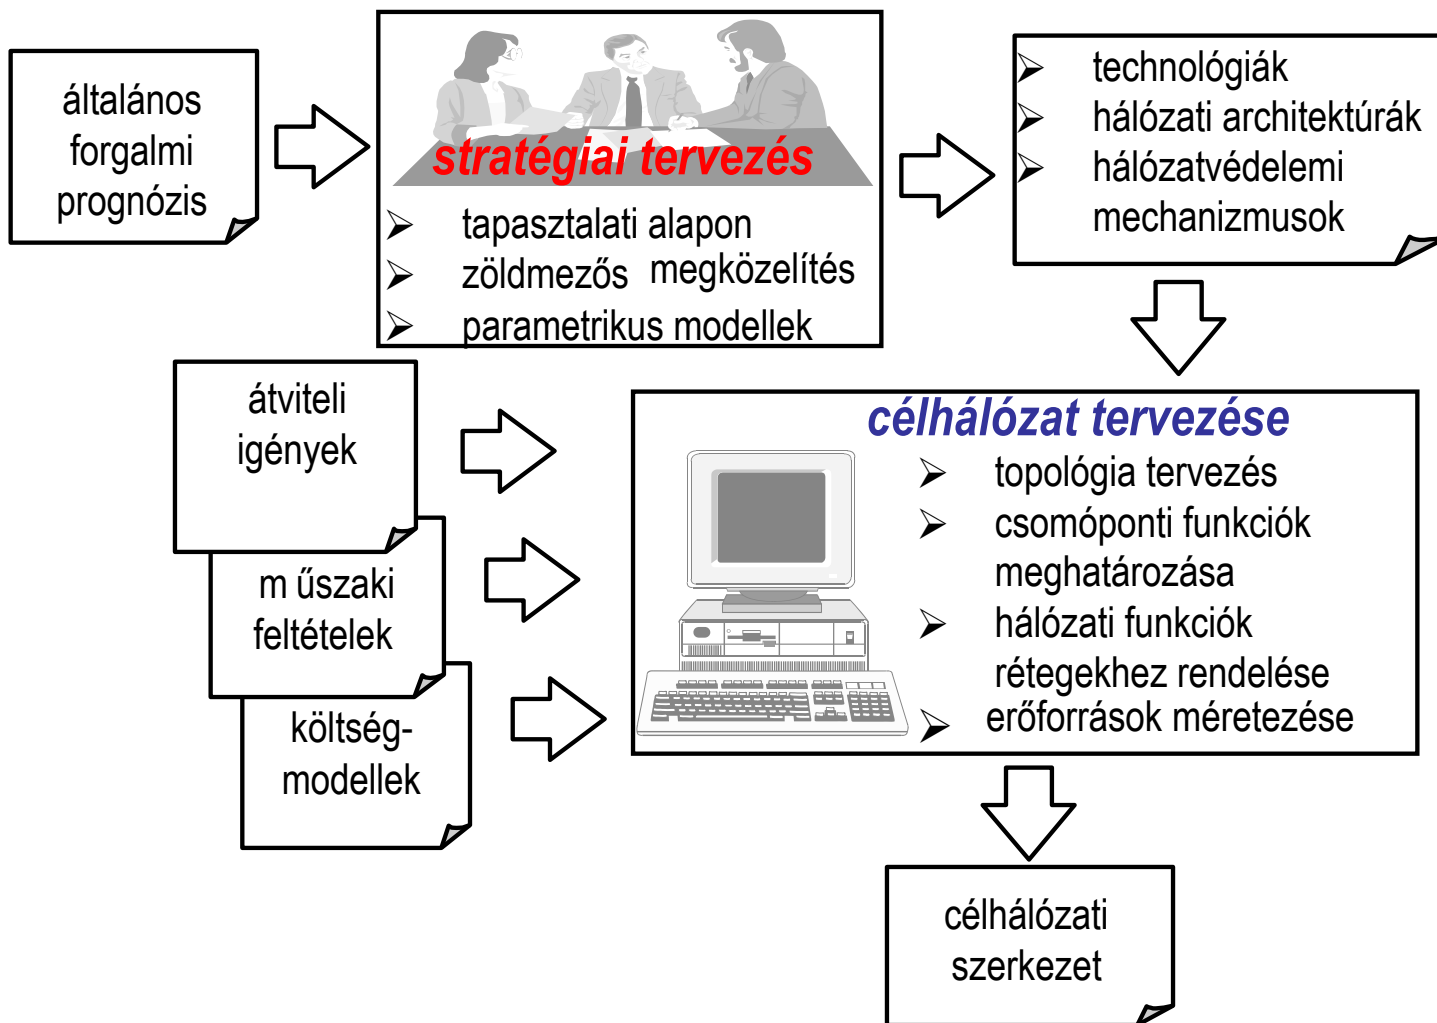 általános
forgalmi
prognózis
stratégiai tervezés
tapasztalati alapon
zöldmezős megközelítés
parametrikus modellek
technológiák
hálózati architektúrák
hálózatvédelemi
mechanizmusok
átviteli
igények
m űszaki
feltételek
költség-
modellek
célhálózat tervezése
topológia tervezés
csomóponti funkciók
meghatározása
hálózati funkciók
rétegekhez rendelése
erőforrások méretezése
célhálózati
szerkezet